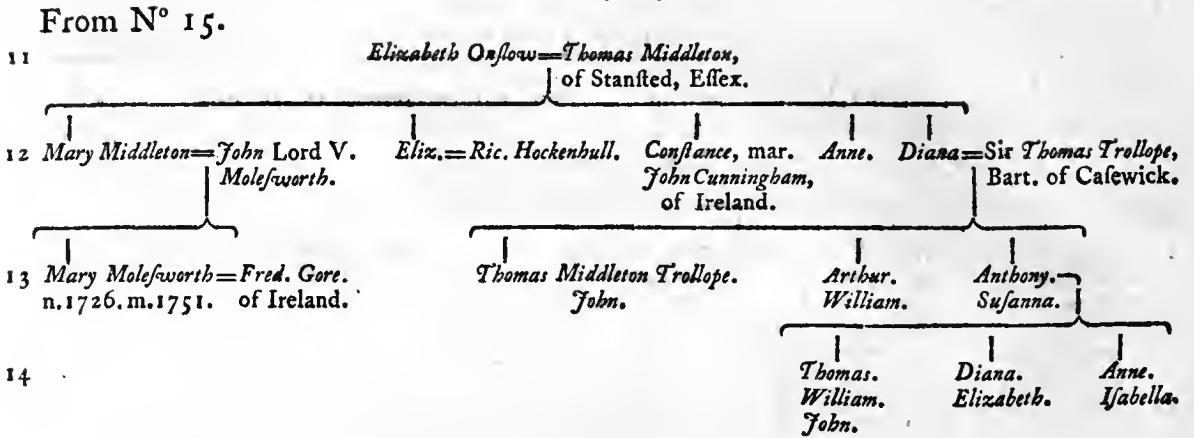 From Nº 15.
11 Elizabeth Onſlow=Thomas Middleton,
of Stanſted, Eſſex.
12 Mary Middleton=John Lord V. Eliz.=Ric. Hockenhull. Conſtance, mar. Anne. Diana=Sir Thomas Trollope,
Moleſworth. John Cunningham, Bart. of Caſewick.
of Ireland.
13 Mary Moleſworth=Fred. Gore. Thomas Middleton Trollope. Arthur. Anthony.
n.1726.m.1751. of Ireland. John. William. Suſanna.
14 Thomas. Diana. Anne.
William. Elizabeth. Iſabella.
John.